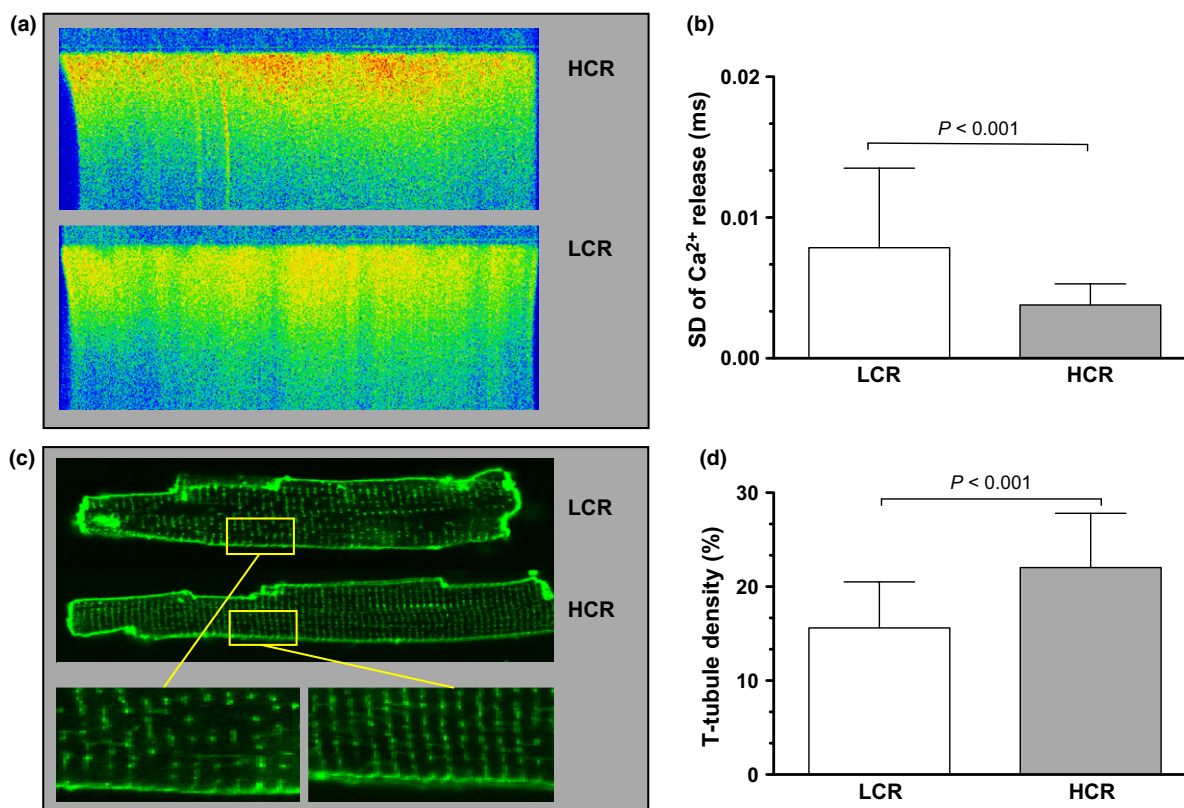 (a)
HCR
LCR
(b)
SD of Ca²⁺ release (ms)
0.02
0.01
0.00
P < 0.001
LCR
HCR
(c)
LCR
HCR
(d)
T-tubule density (%)
30
20
10
0
P < 0.001
LCR
HCR